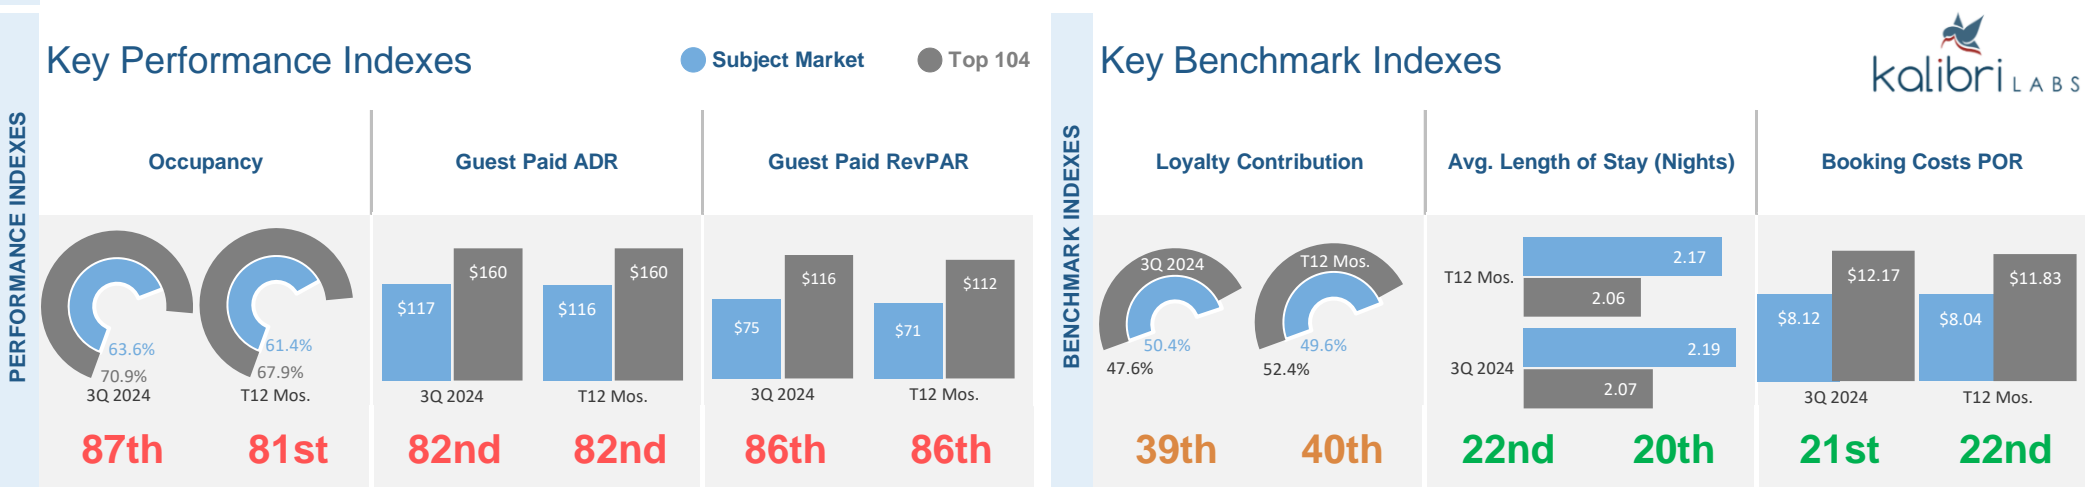 PERFORMANCE INDEXES
Key Performance Indexes
Subject Market
Top 104
Occupancy
Guest Paid ADR
Guest Paid RevPAR
63.6%
70.9%
3Q 2024
61.4%
67.9%
T12 Mos.
$117
$160
3Q 2024
$116
$160
T12 Mos.
$75
$116
3Q 2024
$71
$112
T12 Mos.
87th
81st
82nd
82nd
86th
86th
BENCHMARK INDEXES
Key Benchmark Indexes
kalibri LABS
Loyalty Contribution
Avg. Length of Stay (Nights)
Booking Costs POR
3Q 2024
50.4%
47.6%
T12 Mos.
49.6%
52.4%
T12 Mos.
2.17
2.06
3Q 2024
2.19
2.07
$8.12
$12.17
3Q 2024
$8.04
$11.83
T12 Mos.
39th
40th
22nd
20th
21st
22nd